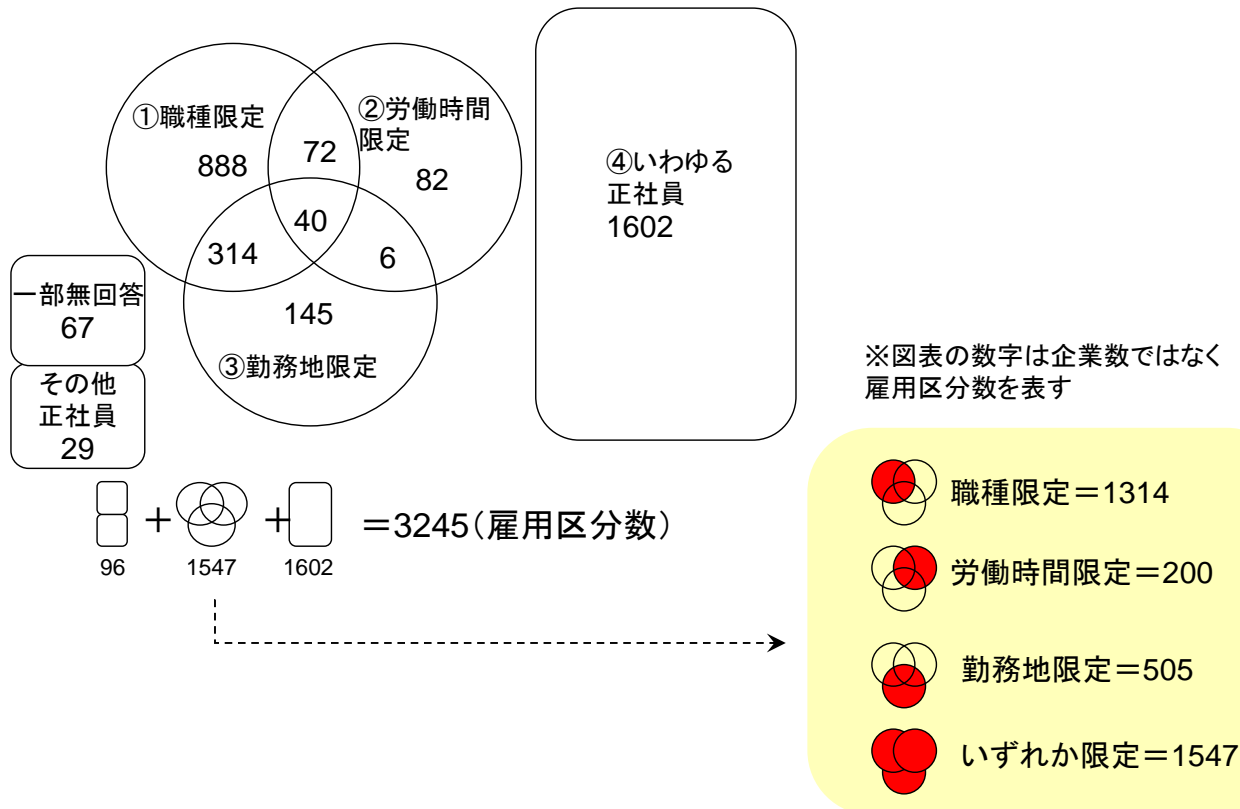 ①職種限定
888
72
②労働時間
限定
82
40
314
6
145
③勤務地限定
④いわゆる
正社員
1602
一部無回答
67
その他
正社員
29
※図表の数字は企業数ではなく
雇用区分数を表す
+ + =3245(雇用区分数)
96 1547 1602
職種限定=1314
労働時間限定=200
勤務地限定=505
いずれか限定=1547